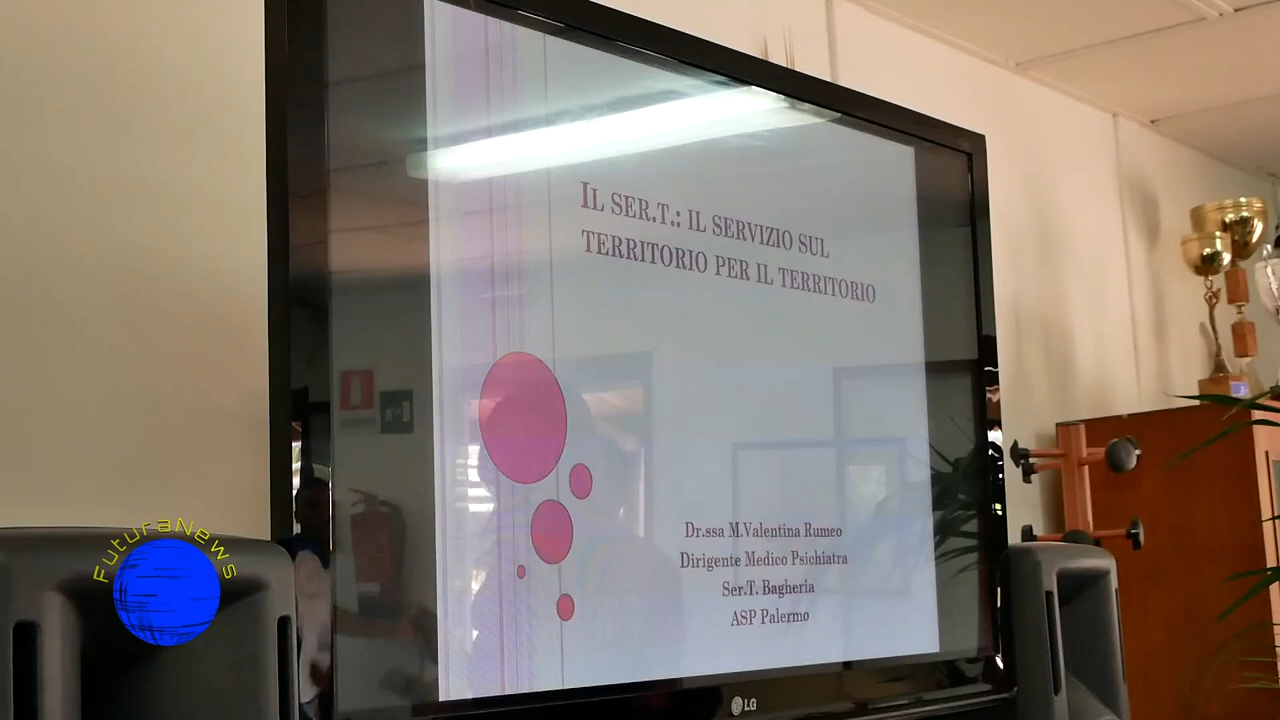 IL SER.T.: IL SERVIZIO SUL
TERRITORIO PER IL TERRITORIO
Dr.ssa M.Valentina Rumeo
Dirigente Medico Psichiatra
Ser.T. Bagheria
ASP Palermo
LG
FuturaNews